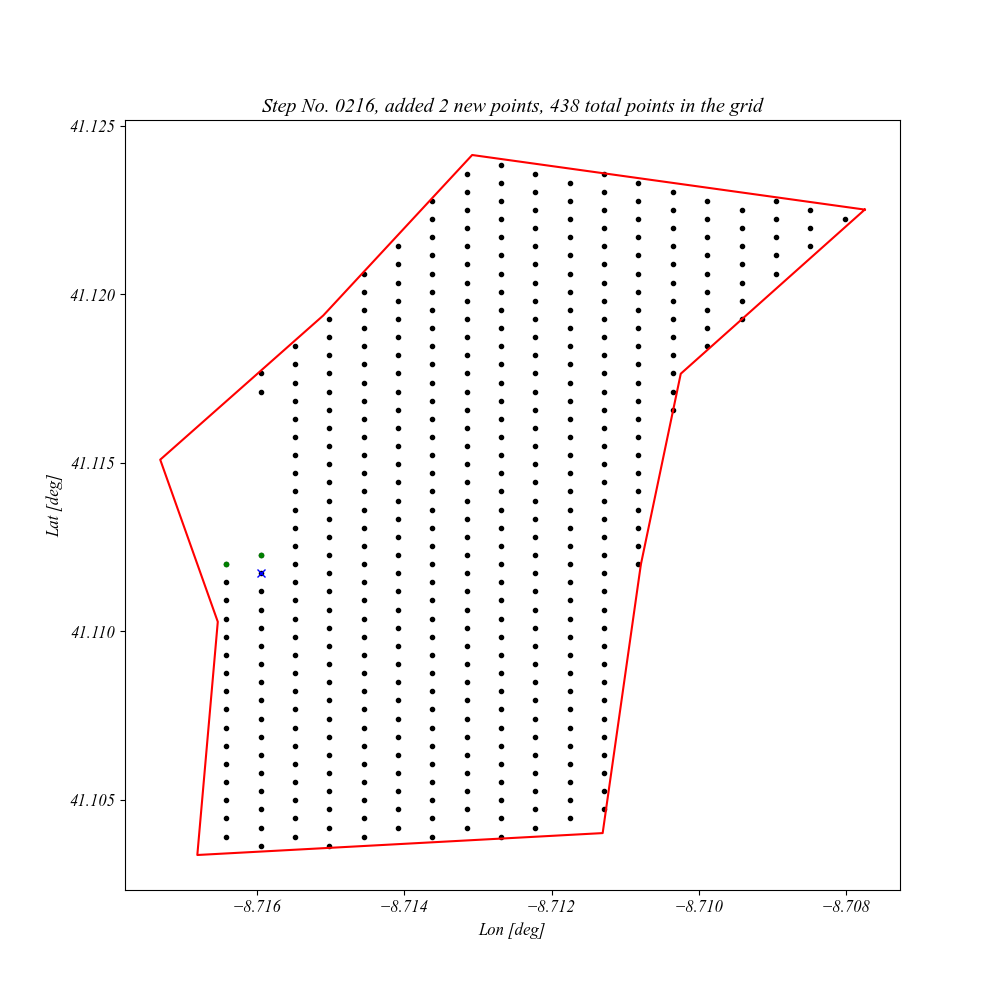 Step No. 0216, added 2 new points, 438 total points in the grid
41.125
41.120
41.115
41.110
41.105
Lat [deg]
−8.716 −8.714 −8.712 −8.710 −8.708
Lon [deg]